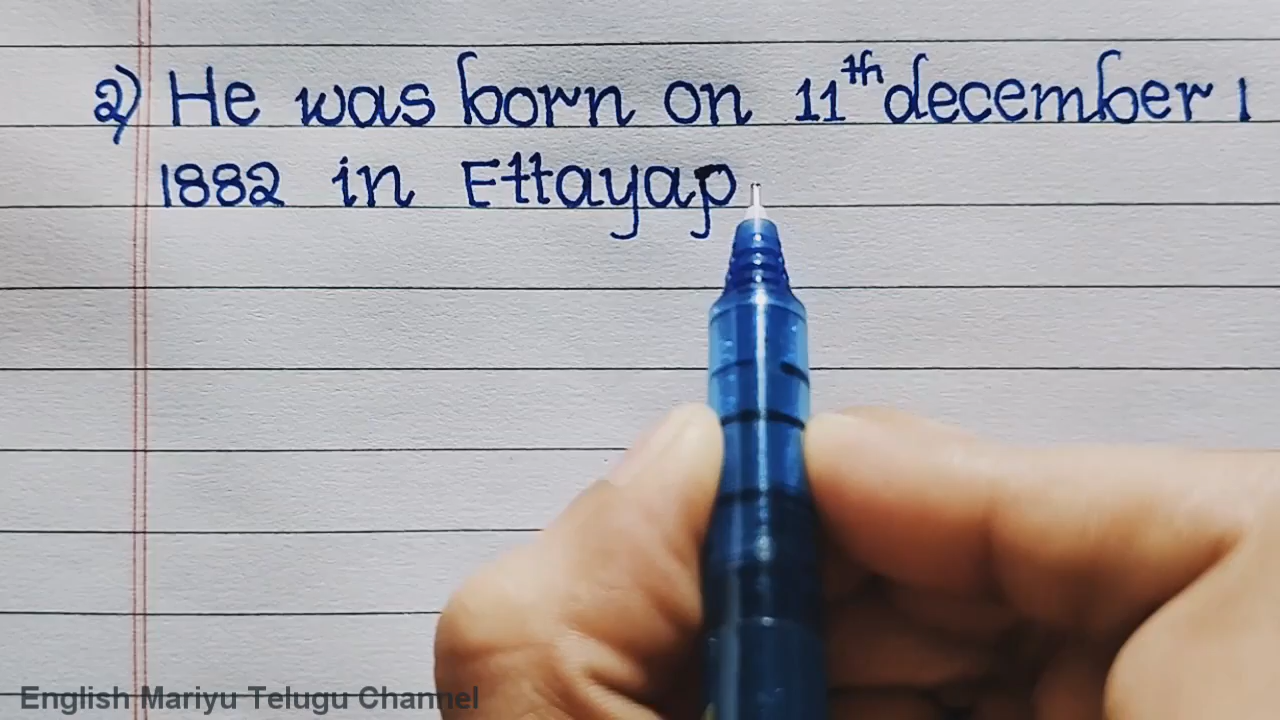 2) He was born on 11th december 1
1882 in Ettayap
English Mariyu Telugu Channel